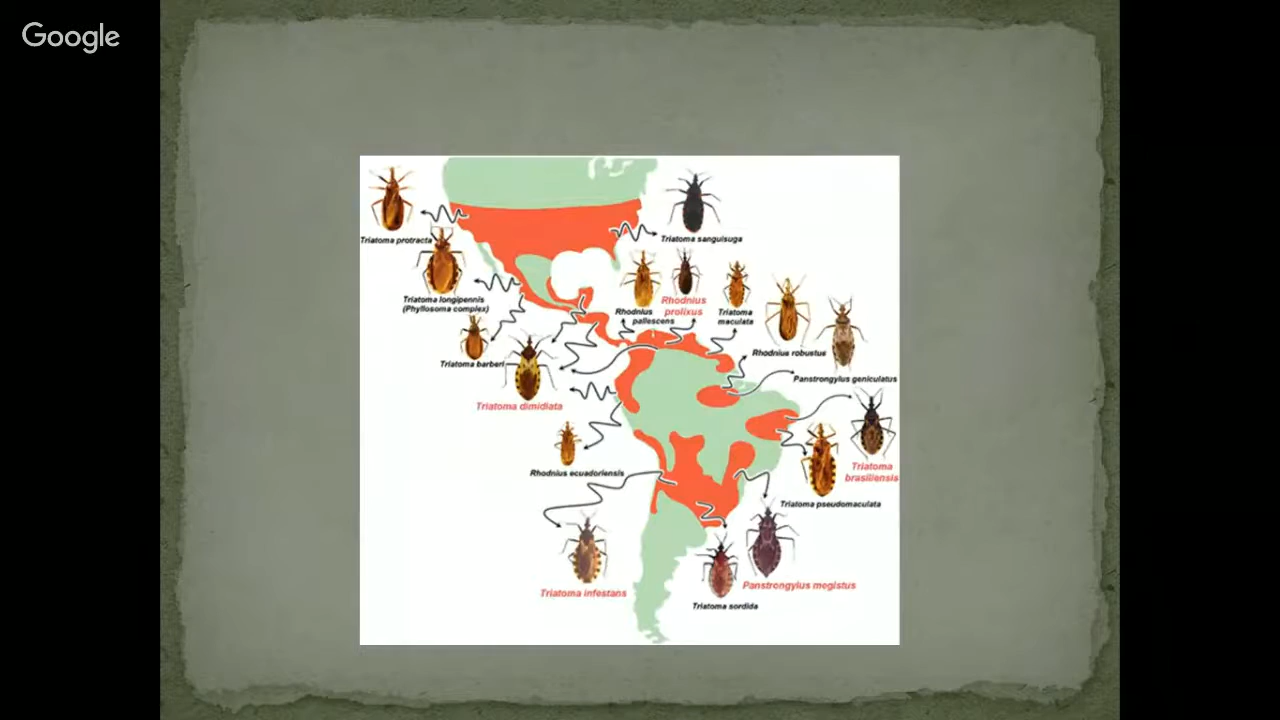 Google
Triatoma protracta
Triatoma sanguisuga
Triatoma longipennis
(Phyllosoma complex)
Rhodnius
pallescens
Rhodnius
prolixus
Triatoma
maculata
Rhodnius robustus
Triatoma barberi
Panstrongylus geniculatus
Triatoma dimidiata
Rhodnius ecuadoriensis
Triatoma
brasiliensis
Triatoma pseudomaculata
Triatoma infestans
Panstrongylus megistus
Triatoma sordida